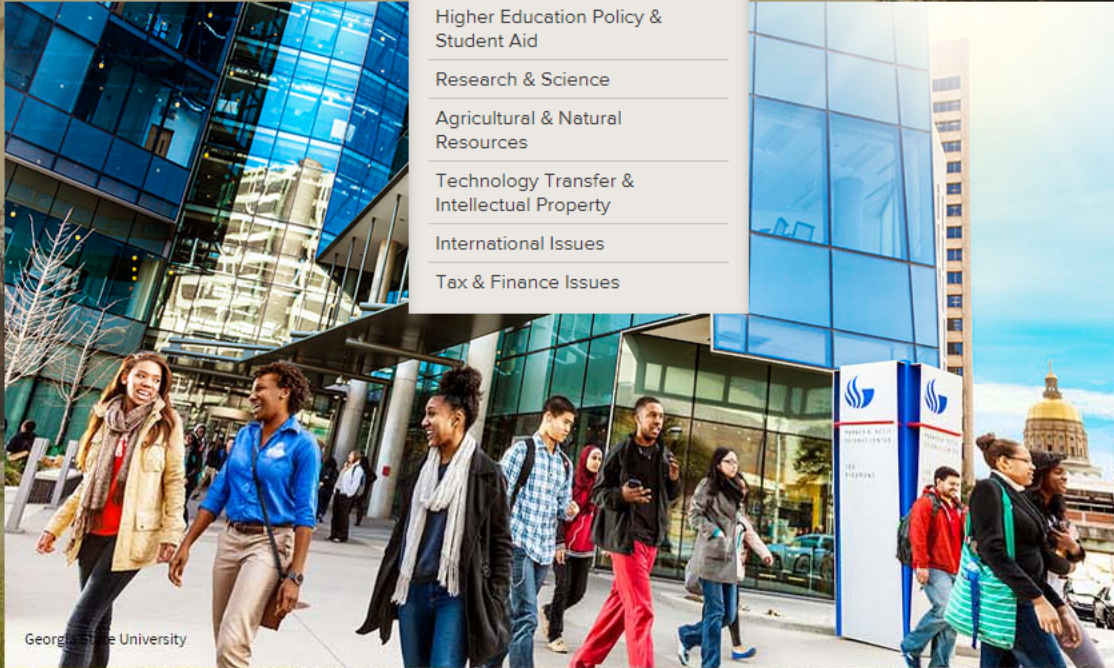 Higher Education Policy &
Student Aid
Research & Science
Agricultural & Natural
Resources
Technology Transfer &
Intellectual Property
International Issues
Tax & Finance Issues
Georgia State University